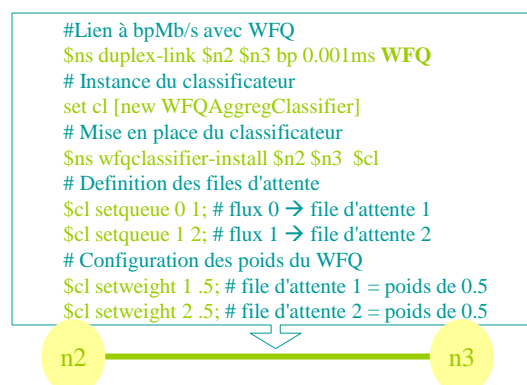 #Lien à bpMb/s avec WFQ
$ns duplex-link $n2 $n3 bp 0.001ms WFQ
# Instance du classificateur
set cl [new WFQAggregClassifier]
# Mise en place du classificateur
$ns wfqclassifier-install $n2 $n3 $cl
# Definition des files d'attente
$cl setqueue 0 1; # flux 0 → file d'attente 1
$cl setqueue 1 2; # flux 1 → file d'attente 2
# Configuration des poids du WFQ
$cl setweight 1 .5; # file d'attente 1 = poids de 0.5
$cl setweight 2 .5; # file d'attente 2 = poids de 0.5
n2
n3